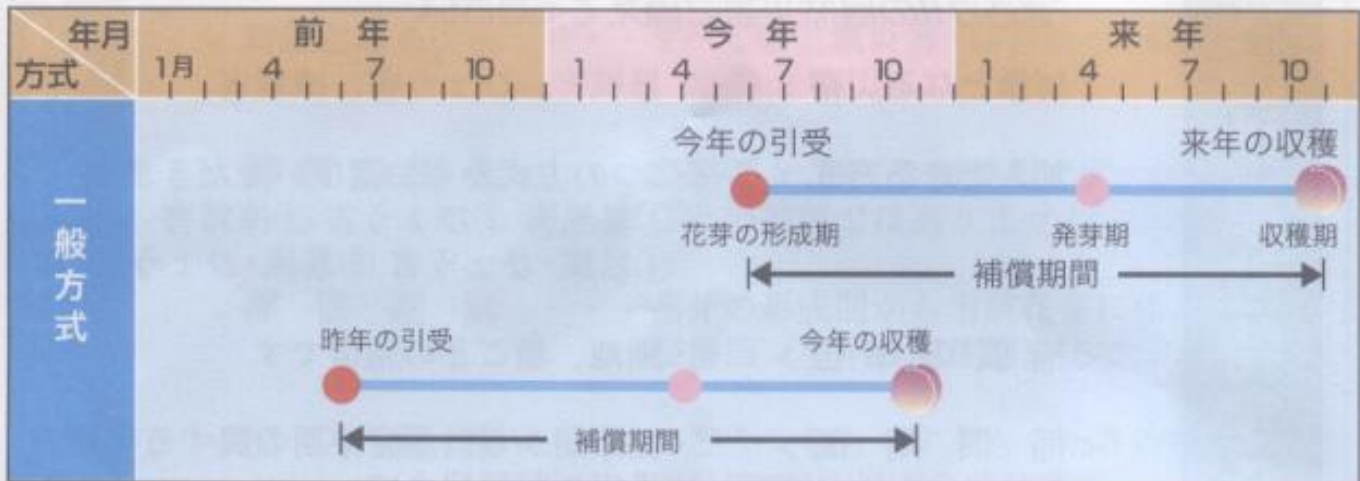 年月
方式
前 年
今 年
来 年
1月 4 7 10 1 4 7 10 1 4 7 10
一般方式
今年の引受
来年の収穫
花芽の形成期
発芽期
収穫期
補償期間
昨年の引受
今年の収穫
補償期間